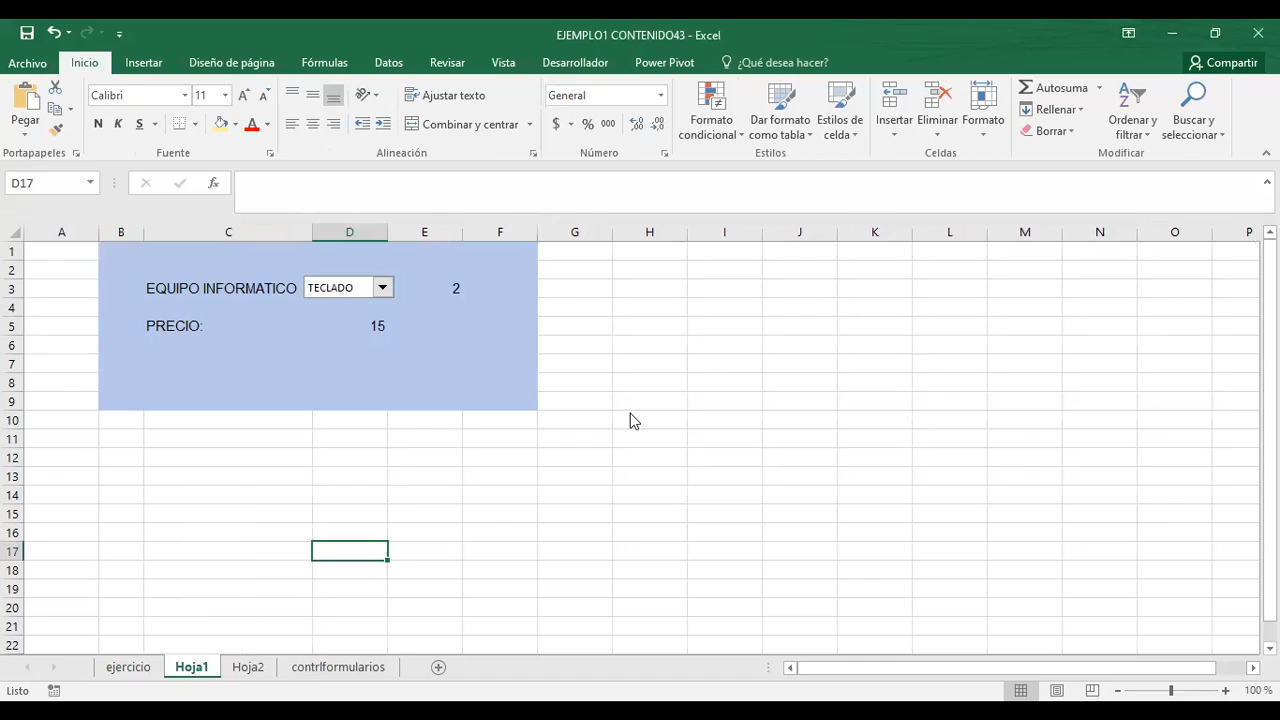 EJEMPLO1 CONTENIDO43 - Excel
Archivo Inicio Insertar Diseño de página Fórmulas Datos Revisar Vista Desarrollador Power Pivot ¿Qué desea hacer? Compartir
Pegar
Calibri 11
N K S
Ajustar texto
Combinar y centrar
General
$ % 000
Formato condicional
Dar formato como tabla
Estilos de celda
Insertar Eliminar Formato
Autosuma
Rellenar
Borrar
Ordenar y filtrar
Buscar y seleccionar
Portapapeles Fuente Alineación Número Estilos Celdas Modificar
D17 fx
A B C D E F G H I J K L M N O P
1
2
3 EQUIPO INFORMATICO TECLADO 2
4
5 PRECIO: 15
6
7
8
9
10
11
12
13
14
15
16
17
18
19
20
21
22
ejercicio Hoja1 Hoja2 contrlformularios
Listo 100 %